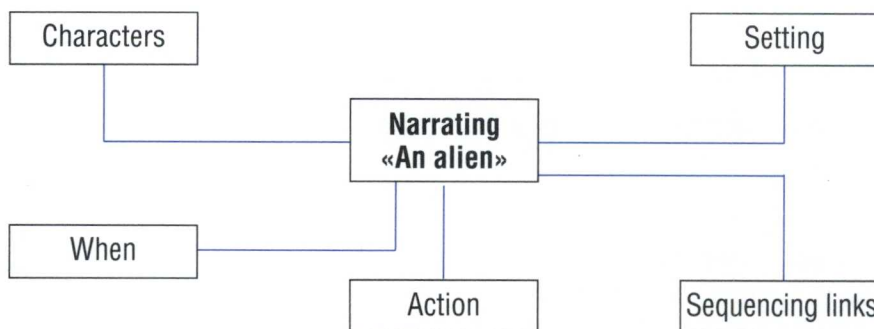 Characters
Setting
Narrating
«An alien»
When
Action
Sequencing links